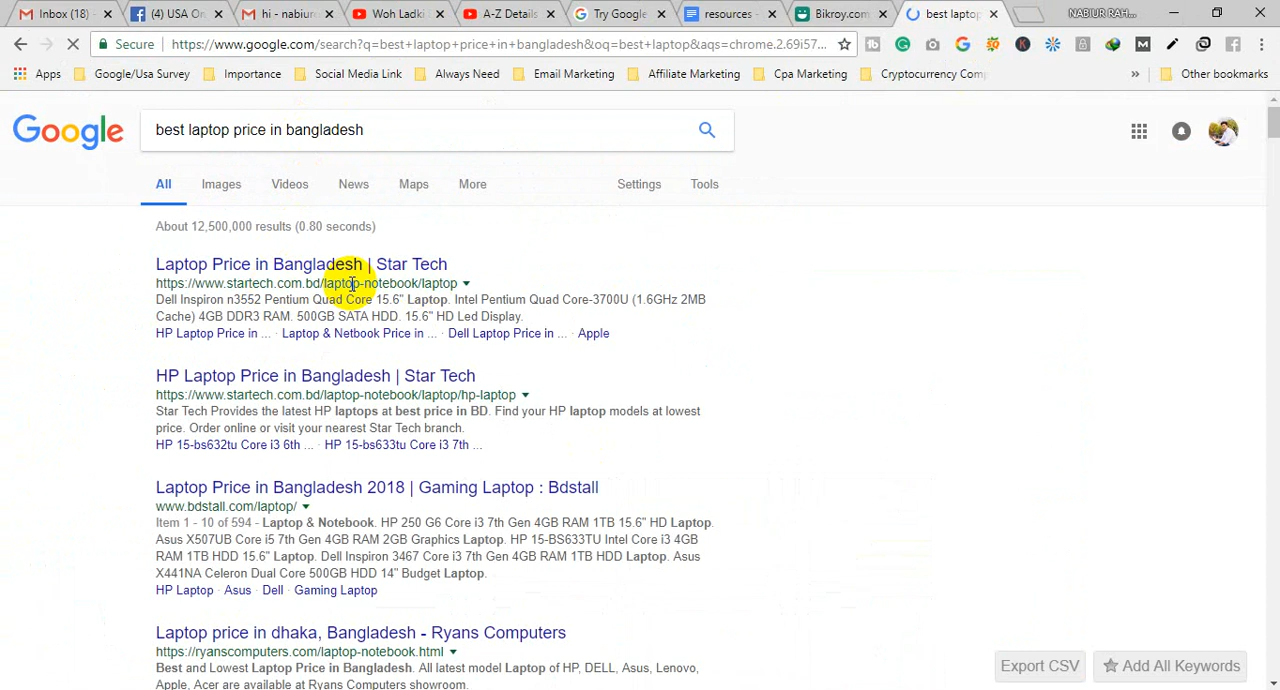 Inbox (18)
(4) USA On
hi - nabiur
Woh Ladki
A-Z Details
Try Google
resources -
Bikroy.com
best laptop
NABIUR RAH...
Secure
https://www.google.com/search?q=best+laptop+price+in+bangladesh&oq=best+laptop&aqs=chrome.2.69i57...
Apps
Google/Usa Survey
Importance
Social Media Link
Always Need
Email Marketing
Affiliate Marketing
Cpa Marketing
Cryptocurrency Com
»
Other bookmarks
Google
best laptop price in bangladesh
All
Images
Videos
News
Maps
More
Settings
Tools
About 12,500,000 results (0.80 seconds)
Laptop Price in Bangladesh | Star Tech
https://www.startech.com.bd/laptop-notebook/laptop
Dell Inspiron n3552 Pentium Quad Core 15.6" Laptop. Intel Pentium Quad Core-3700U (1.6GHz 2MB
Cache) 4GB DDR3 RAM. 500GB SATA HDD. 15.6" HD Led Display.
HP Laptop Price in ... · Laptop & Netbook Price in ... · Dell Laptop Price in ... · Apple
HP Laptop Price in Bangladesh | Star Tech
https://www.startech.com.bd/laptop-notebook/laptop/hp-laptop
Star Tech Provides the latest HP laptops at best price in BD. Find your HP laptop models at lowest
price. Order online or visit your nearest Star Tech branch.
HP 15-bs632tu Core i3 6th ... · HP 15-bs633tu Core i3 7th ...
Laptop Price in Bangladesh 2018 | Gaming Laptop : Bdstall
www.bdstall.com/laptop/
Item 1 - 10 of 594 - Laptop & Notebook. HP 250 G6 Core i3 7th Gen 4GB RAM 1TB 15.6" HD Laptop.
Asus X507UB Core i5 7th Gen 4GB RAM 2GB Graphics Laptop. HP 15-BS633TU Intel Core i3 4GB
RAM 1TB HDD 15.6" Laptop. Dell Inspiron 3467 Core i3 7th Gen 4GB RAM 1TB HDD Laptop. Asus
X441NA Celeron Dual Core 500GB HDD 14" Budget Laptop.
HP Laptop · Asus · Dell · Gaming Laptop
Laptop price in dhaka, Bangladesh - Ryans Computers
https://ryanscomputers.com/laptop-notebook.html
Best and Lowest Laptop Price in Bangladesh. All latest model Laptop of HP, DELL, Asus, Lenovo,
Apple, Acer are available at Ryans Computers showroom.
Export CSV
Add All Keywords